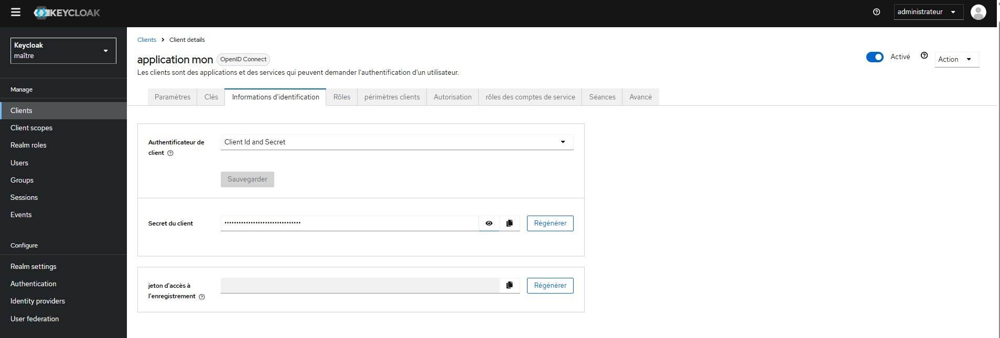 KEYCLOAK
administrateur
Keycloak
maître
Manage
Clients
Client scopes
Realm roles
Users
Groups
Sessions
Events
Configure
Realm settings
Authentication
Identity providers
User federation
Clients > Client details
application mon OpenID Connect
Activé
Action
Les clients sont des applications et des services qui peuvent demander l'authentification d'un utilisateur.
Paramètres Clés Informations d'identification Rôles périmètres clients Autorisation rôles des comptes de service Séances Avancé
Authentificateur de
client
Client Id and Secret
Sauvegarder
Secret du client
Régénérer
jeton d'accès à
l'enregistrement
Régénérer